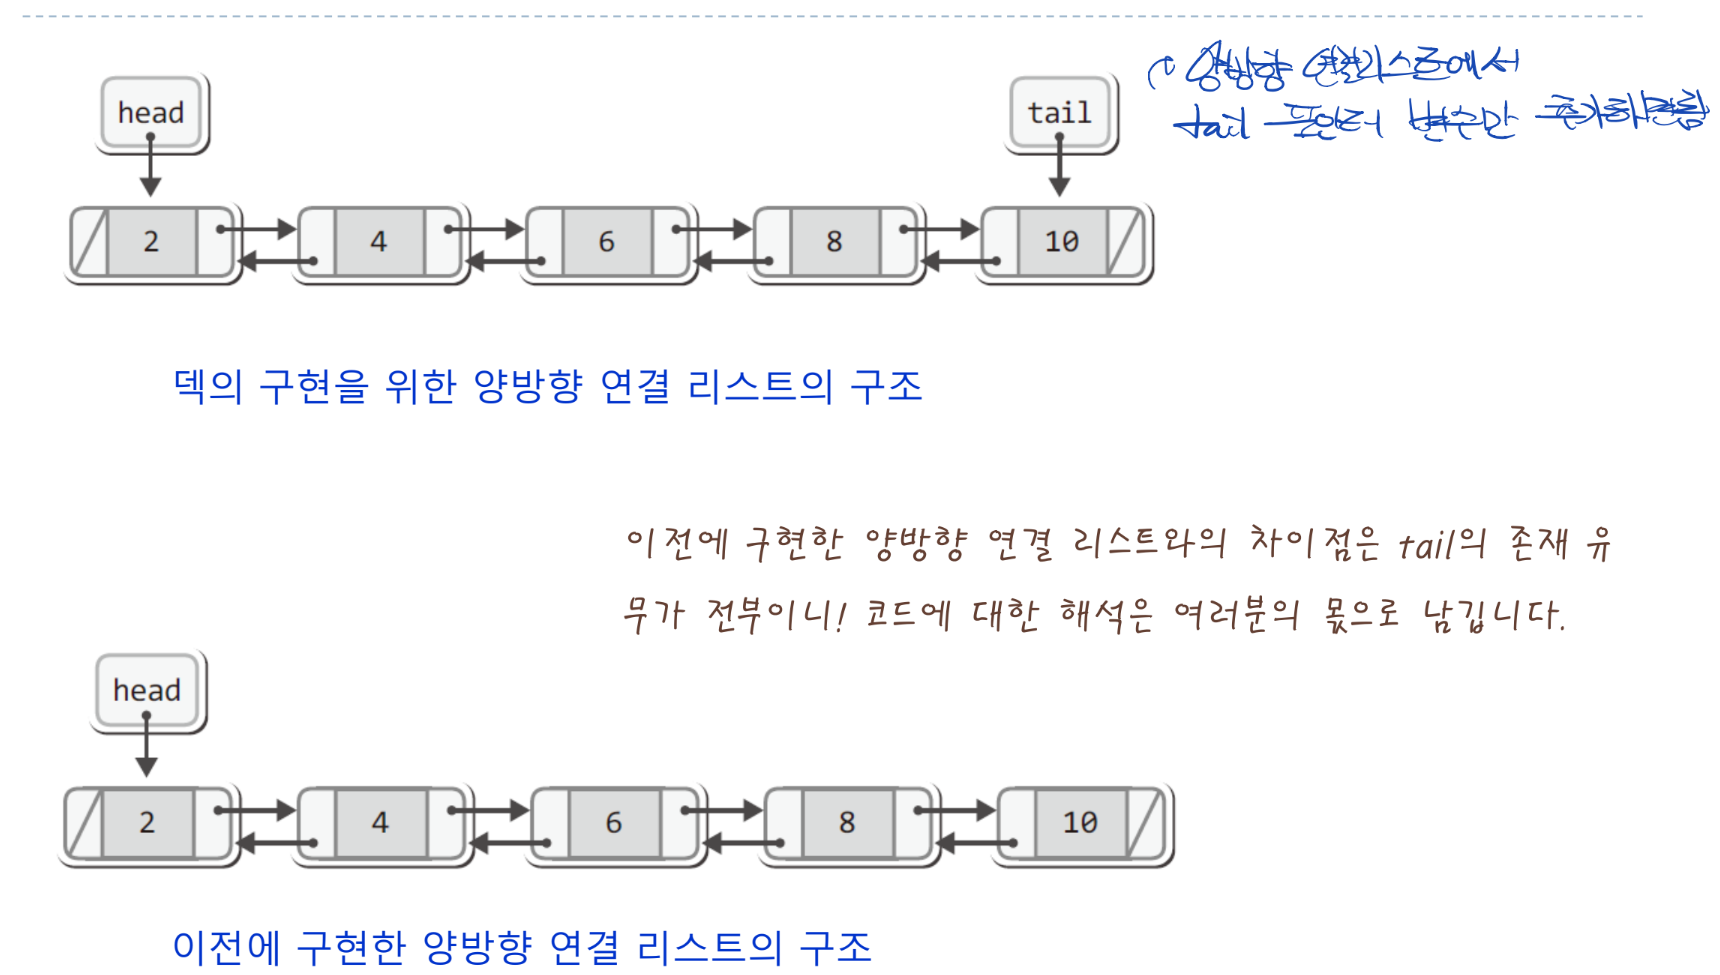 head
tail
양방향 연결리스트에서
tail 포인터 변수만 추가하면됨
2 4 6 8 10
덱의 구현을 위한 양방향 연결 리스트의 구조
이전에 구현한 양방향 연결 리스트와의 차이점은 tail의 존재 유
무가 전부이니! 코드에 대한 해석은 여러분의 몫으로 남깁니다.
head
2 4 6 8 10
이전에 구현한 양방향 연결 리스트의 구조